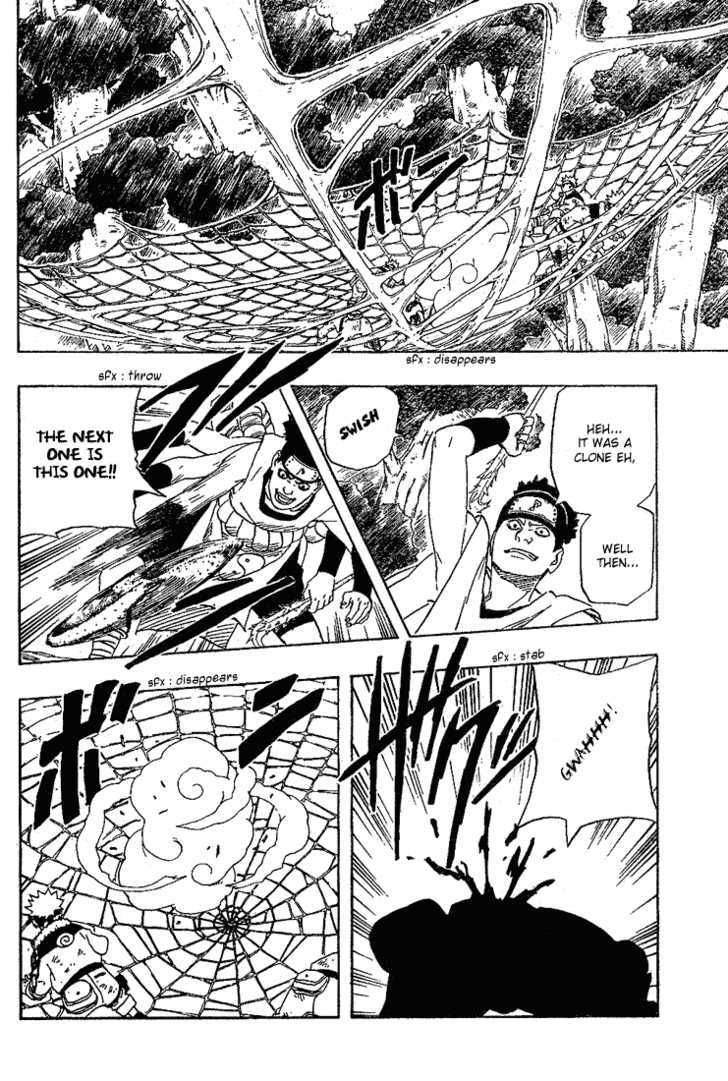 ボン
sfx : disappears
HEH...
IT WAS A
CLONE EH,
WELL
THEN...
SWISH
sfx : throw
THE NEXT
ONE IS
THIS ONE!!
sfx : stab
GWAHHHH!
sfx : disappears
ボン